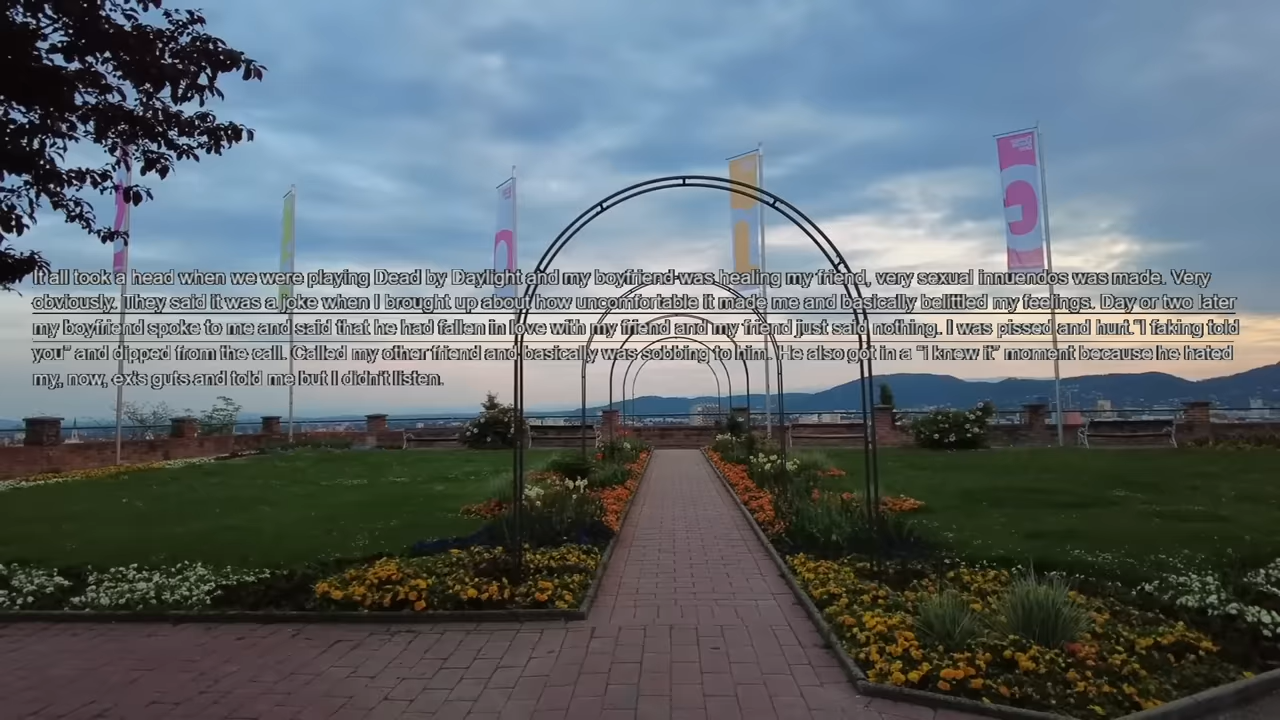 It all took a head when we were playing Dead by Daylight and my boyfriend was healing my friend, very sexual innuendos was made. Very
obviously. They said it was a joke when I brought up about how uncomfortable it made me and basically belittled my feelings. Day or two later
my boyfriend spoke to me and said that he had fallen in love with my friend and my friend just said nothing. I was pissed and hurt."I faking told
you" and dipped from the call. Called my other friend and basically was sobbing to him. He also got in a "i knew it" moment because he hated
my, now, ex's guts and told me but I didn't listen.